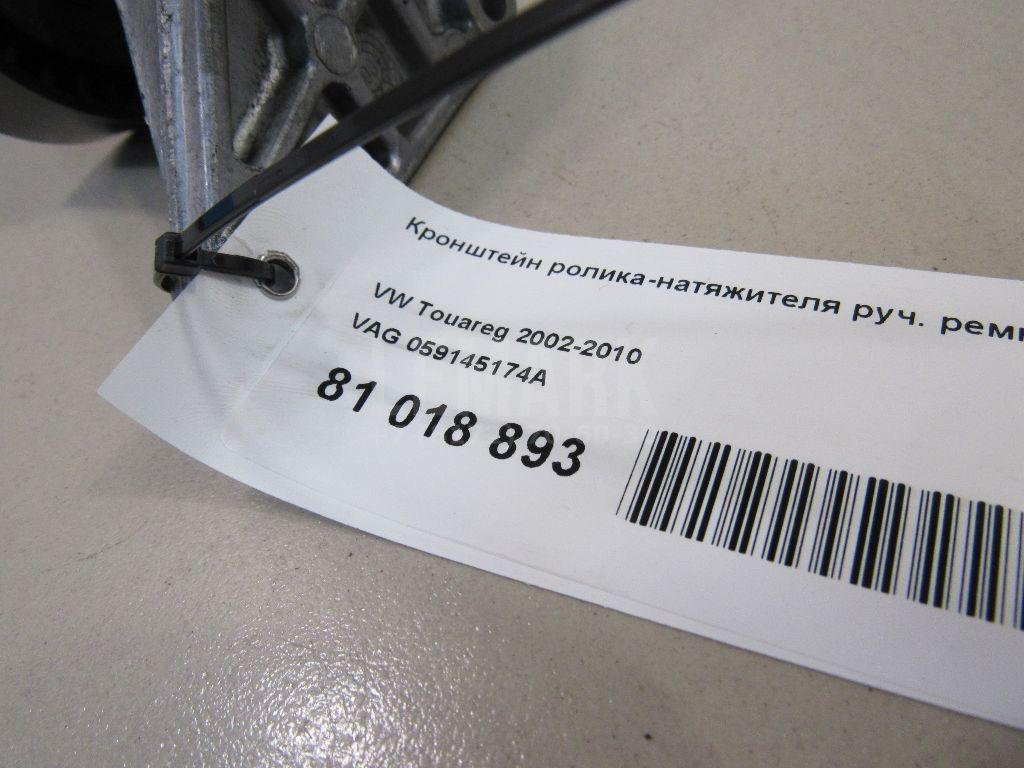 Кронштейн ролика-натяжителя руч. ремн
VW Touareg 2002-2010
VAG 059145174A
81 018 893